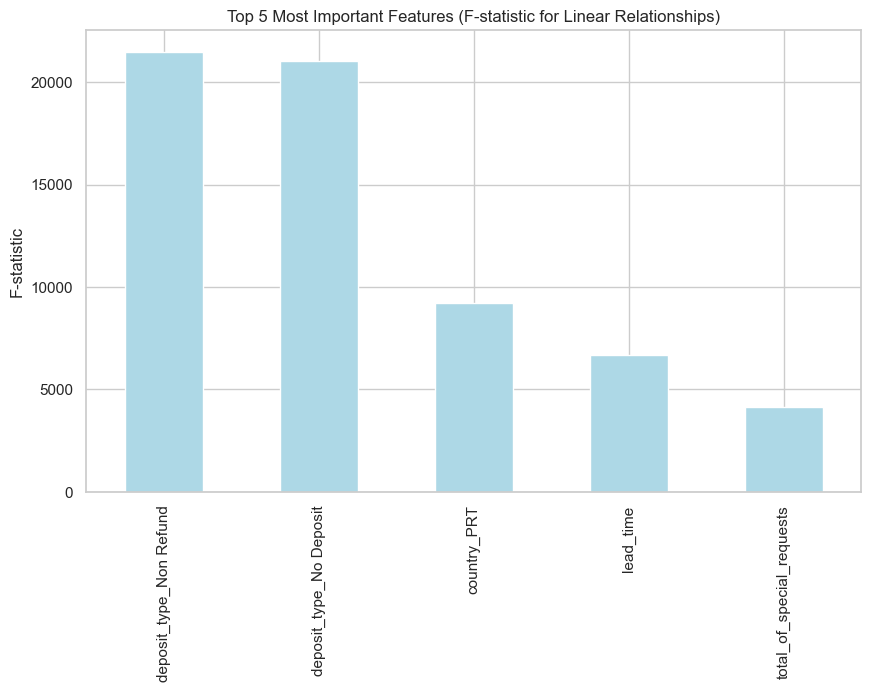 Top 5 Most Important Features (F-statistic for Linear Relationships)
F-statistic
20000
15000
10000
5000
0
deposit_type_Non Refund
deposit_type_No Deposit
country_PRT
lead_time
total_of_special_requests